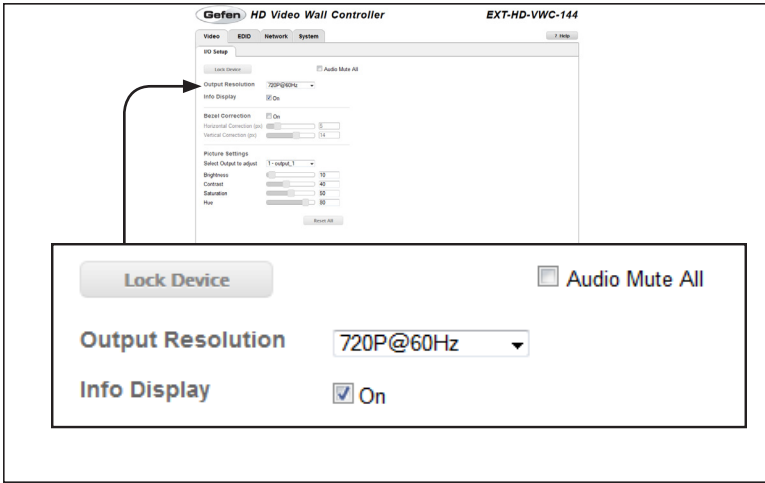 Gefen HD Video Wall Controller EXT-HD-VWC-144
Video EDID Network System ? Help
I/O Setup
Lock Device Audio Mute All
Output Resolution 720P@60Hz
Info Display On
Bezel Correction On
Horizontal Correction (px) 5
Vertical Correction (px) 14
Picture Settings
Select Output to adjust 1 - output_1
Brightness 10
Contrast 40
Saturation 50
Hue 80
Reset All
Lock Device Audio Mute All
Output Resolution 720P@60Hz
Info Display On